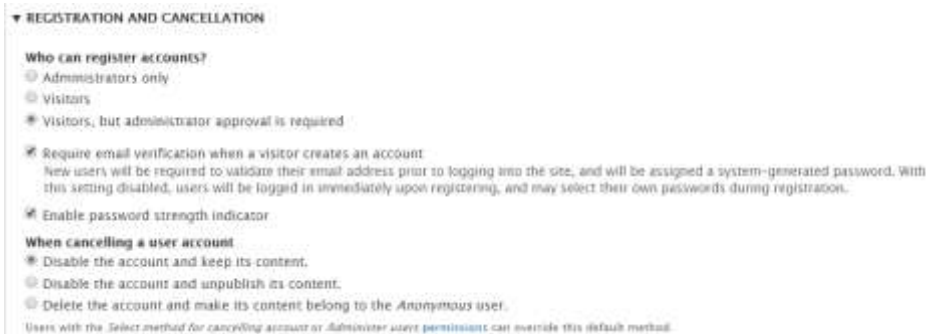 REGISTRATION AND CANCELLATION
Who can register accounts?
Administrators only
Visitors
Visitors, but administrator approval is required
Require email verification when a visitor creates an account
New users will be required to validate their email address prior to logging into the site, and will be assigned a system-generated password. With
this setting disabled, users will be logged in immediately upon registering, and may select their own passwords during registration.
Enable password strength indicator
When cancelling a user account
Disable the account and keep its content.
Disable the account and unpublish its content.
Delete the account and make its content belong to the Anonymous user.
Users with the Select method for cancelling account or Administer users permissions can override this default method.